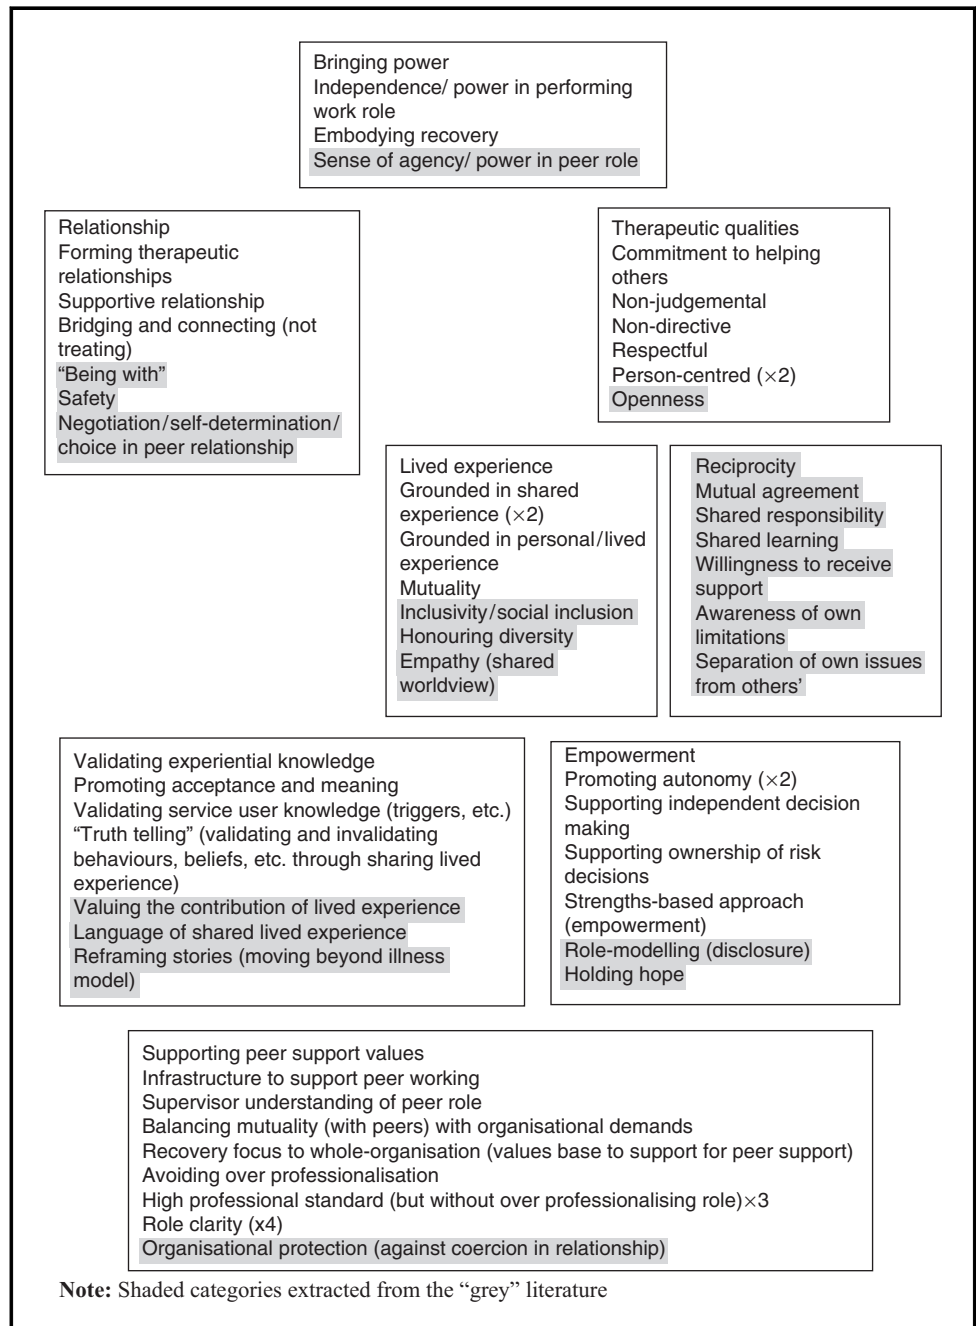 Bringing power
Independence/ power in performing
work role
Embodying recovery
Sense of agency/ power in peer role
Relationship
Forming therapeutic
relationships
Supportive relationship
Bridging and connecting (not
treating)
“Being with”
Safety
Negotiation/self-determination/
choice in peer relationship
Therapeutic qualities
Commitment to helping
others
Non-judgemental
Non-directive
Respectful
Person-centred (×2)
Openness
Lived experience
Grounded in shared
experience (×2)
Grounded in personal/lived
experience
Mutuality
Inclusivity/social inclusion
Honouring diversity
Empathy (shared
worldview)
Reciprocity
Mutual agreement
Shared responsibility
Shared learning
Willingness to receive
support
Awareness of own
limitations
Separation of own issues
from others’
Validating experiential knowledge
Promoting acceptance and meaning
Validating service user knowledge (triggers, etc.)
“Truth telling” (validating and invalidating
behaviours, beliefs, etc. through sharing lived
experience)
Valuing the contribution of lived experience
Language of shared lived experience
Reframing stories (moving beyond illness
model)
Empowerment
Promoting autonomy (×2)
Supporting independent decision
making
Supporting ownership of risk
decisions
Strengths-based approach
(empowerment)
Role-modelling (disclosure)
Holding hope
Supporting peer support values
Infrastructure to support peer working
Supervisor understanding of peer role
Balancing mutuality (with peers) with organisational demands
Recovery focus to whole-organisation (values base to support for peer support)
Avoiding over professionalisation
High professional standard (but without over professionalising role)×3
Role clarity (x4)
Organisational protection (against coercion in relationship)
Note: Shaded categories extracted from the “grey” literature